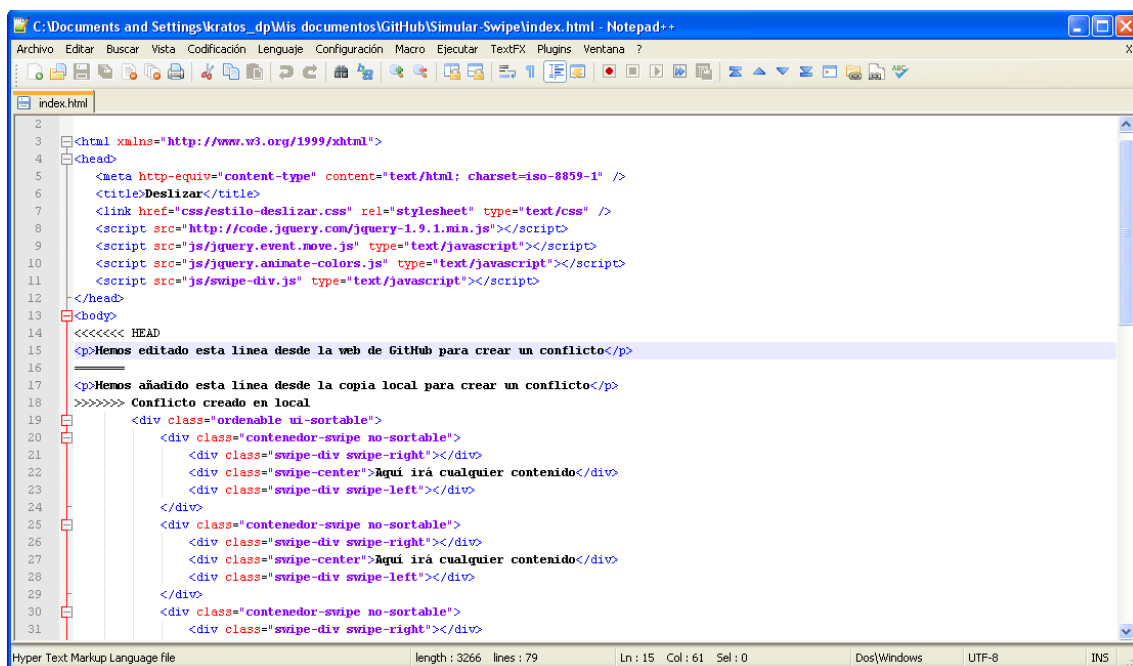 C:\Documents and Settings\kratos_dp\Mis documentos\GitHub\Simular-Swipe\index.html - Notepad++
Archivo Editar Buscar Vista Codificación Lenguaje Configuración Macro Ejecutar TextFX Plugins Ventana ? X
index.html
2
3 <html xmlns="http://www.w3.org/1999/xhtml">
4 <head>
5 <meta http-equiv="content-type" content="text/html; charset=iso-8859-1" />
6 <title>Deslizar</title>
7 <link href="css/estilo-deslizar.css" rel="stylesheet" type="text/css" />
8 <script src="http://code.jquery.com/jquery-1.9.1.min.js"></script>
9 <script src="js/jquery.event.move.js" type="text/javascript"></script>
10 <script src="js/jquery.animate-colors.js" type="text/javascript"></script>
11 <script src="js/swipe-div.js" type="text/javascript"></script>
12 </head>
13 <body>
14 <<<<<<< HEAD
15 <p>Hemos editado esta linea desde la web de GitHub para crear un conflicto</p>
16 =======
17 <p>Hemos añadido esta línea desde la copia local para crear un conflicto</p>
18 >>>>>>> Conflicto creado en local
19 <div class="ordenable ui-sortable">
20 <div class="contenedor-swipe no-sortable">
21 <div class="swipe-div swipe-right"></div>
22 <div class="swipe-center">Aquí irá cualquier contenido</div>
23 <div class="swipe-div swipe-left"></div>
24 </div>
25 <div class="contenedor-swipe no-sortable">
26 <div class="swipe-div swipe-right"></div>
27 <div class="swipe-center">Aquí irá cualquier contenido</div>
28 <div class="swipe-div swipe-left"></div>
29 </div>
30 <div class="contenedor-swipe no-sortable">
31 <div class="swipe-div swipe-right"></div>
Hyper Text Markup Language file length : 3266 lines : 79 Ln : 15 Col : 61 Sel : 0 Dos\Windows UTF-8 INS